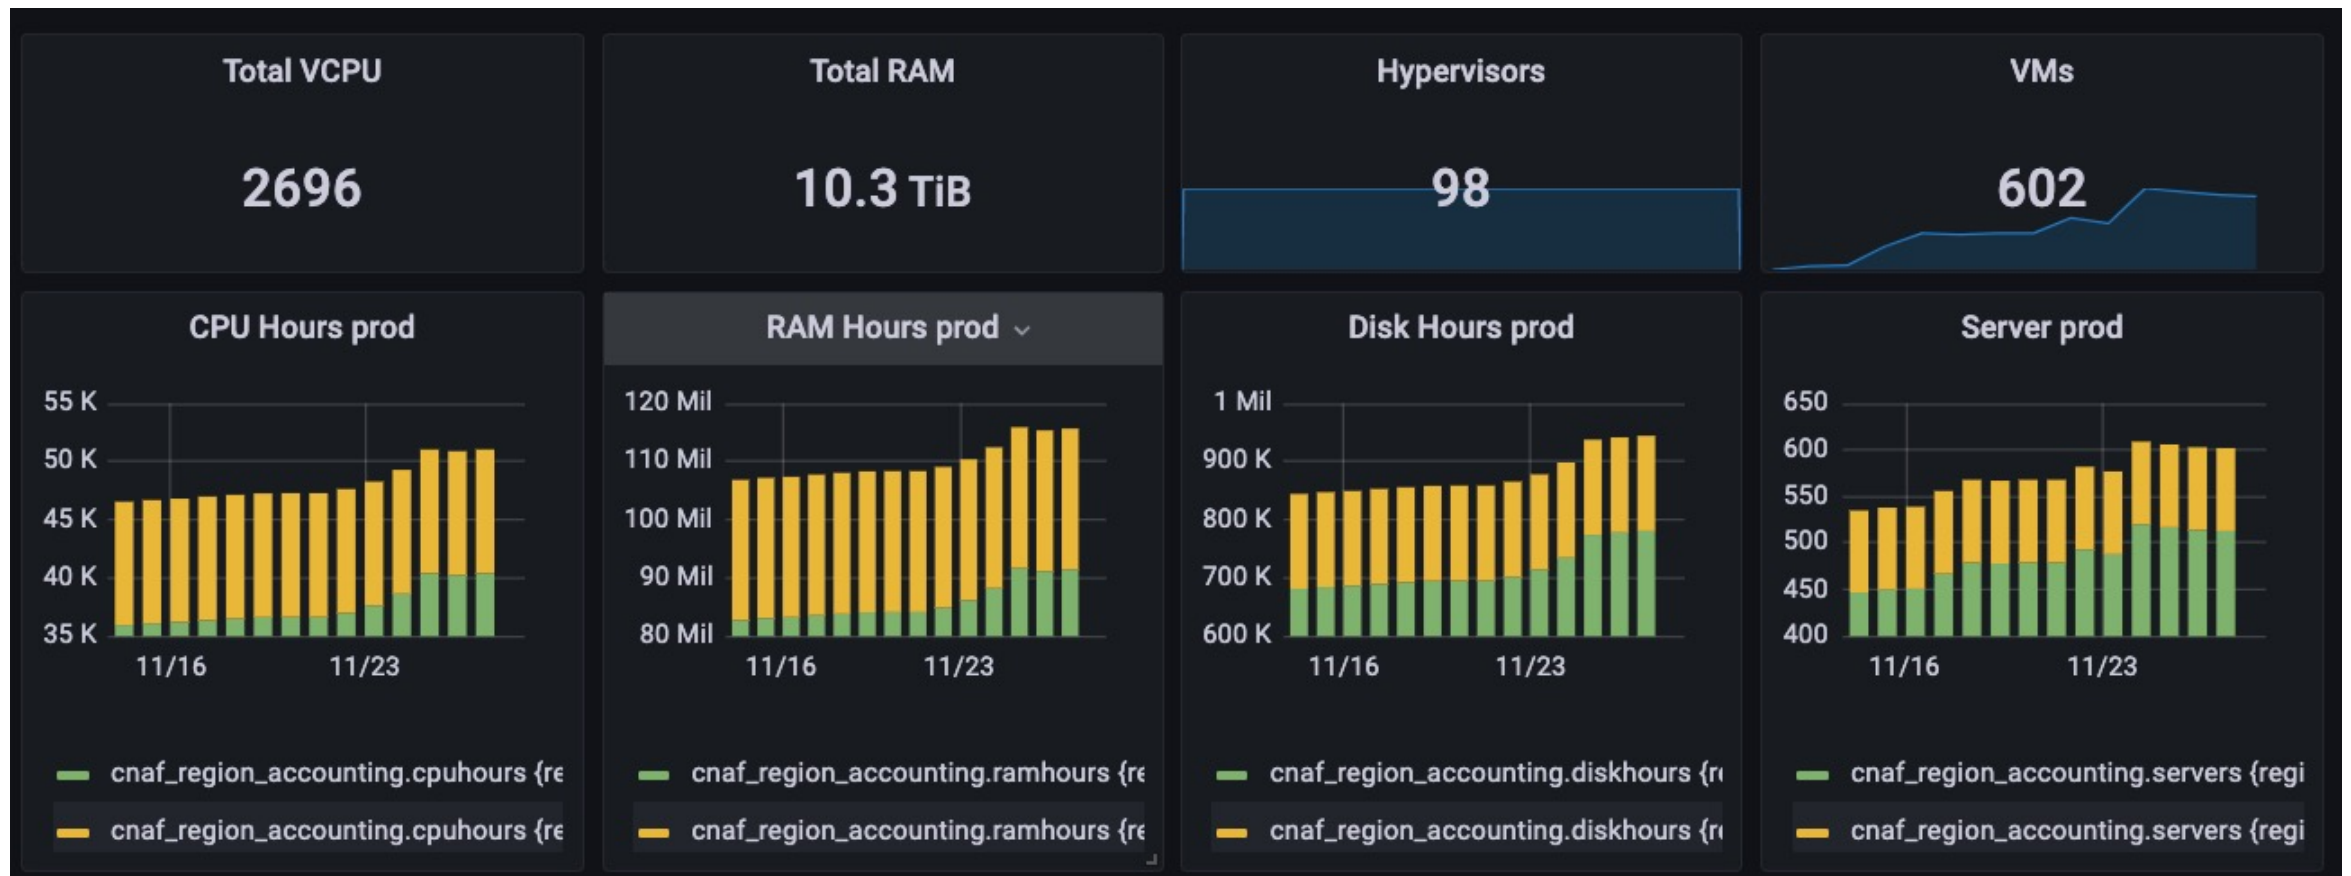 Total VCPU
2696
Total RAM
10.3 TiB
Hypervisors
98
VMs
602
CPU Hours prod
55 K
50 K
45 K
40 K
35 K
11/16 11/23
cnaf_region_accounting.cpuhours {re
cnaf_region_accounting.cpuhours {re
RAM Hours prod
120 Mil
110 Mil
100 Mil
90 Mil
80 Mil
11/16 11/23
cnaf_region_accounting.ramhours {re
cnaf_region_accounting.ramhours {re
Disk Hours prod
1 Mil
900 K
800 K
700 K
600 K
11/16 11/23
cnaf_region_accounting.diskhours {r
cnaf_region_accounting.diskhours {r
Server prod
650
600
550
500
450
400
11/16 11/23
cnaf_region_accounting.servers {regi
cnaf_region_accounting.servers {regi